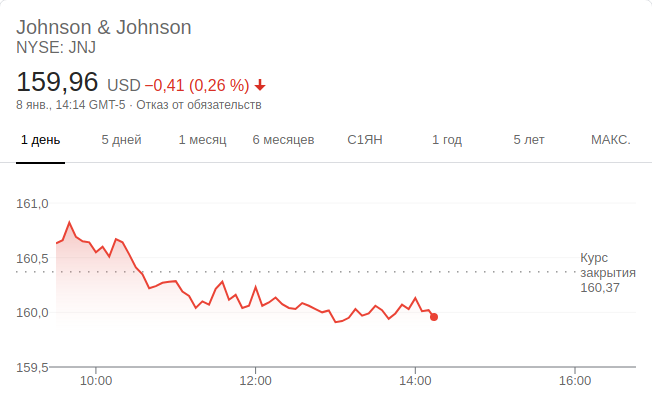 Johnson & Johnson
NYSE: JNJ
159,96 USD −0,41 (0,26 %)
8 янв., 14:14 GMT-5 · Отказ от обязательств
1 день 5 дней 1 месяц 6 месяцев С1ЯН 1 год 5 лет МАКС.
161,0
160,5
160,0
159,5
Курс
закрытия
160,37
10:00 12:00 14:00 16:00